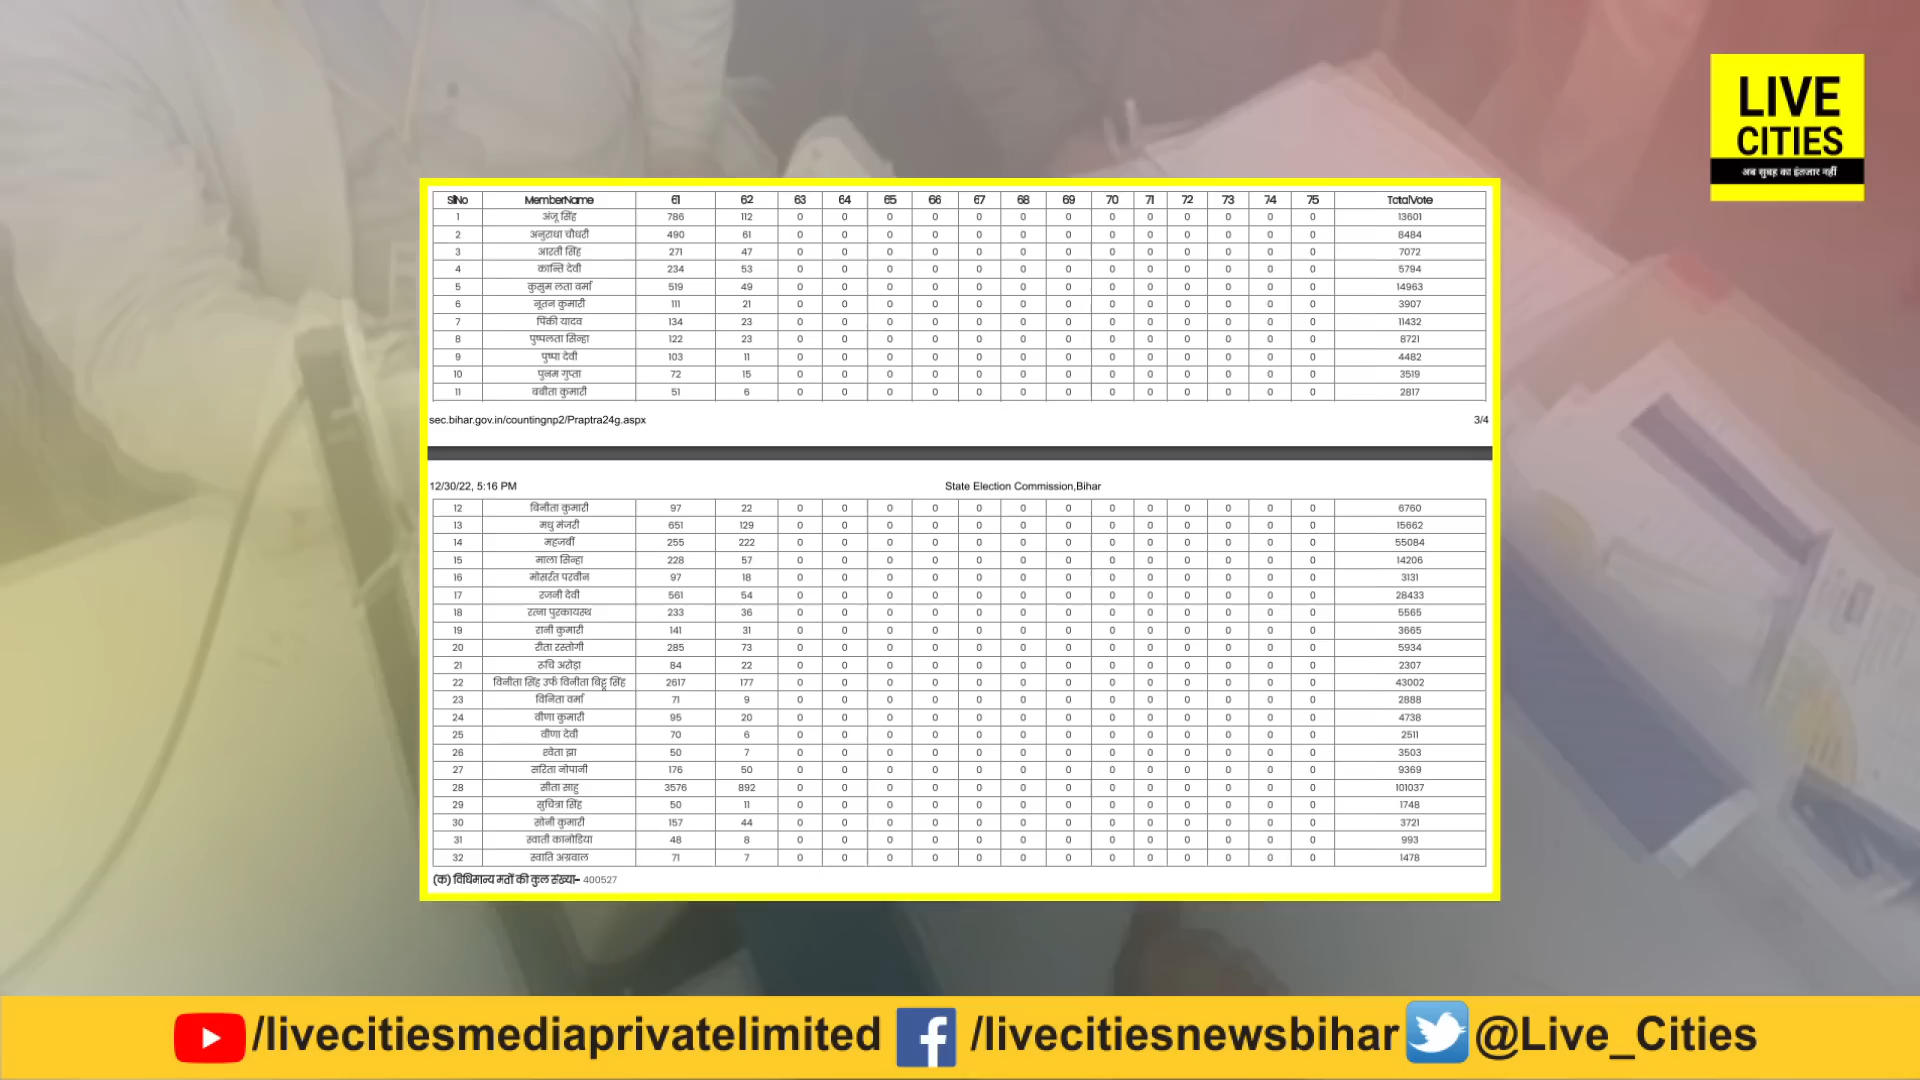 LIVE
CITIES
अब सुबह का इंतजार नहीं
SlNo MemberName 61 62 63 64 65 66 67 68 69 70 71 72 73 74 75 TotalVote
1 अंजू सिंह 786 112 0 0 0 0 0 0 0 0 0 0 0 0 0 13601
2 अनुराधा चौधरी 490 61 0 0 0 0 0 0 0 0 0 0 0 0 0 8484
3 आरती सिंह 271 47 0 0 0 0 0 0 0 0 0 0 0 0 0 7072
4 कान्ति देवी 234 53 0 0 0 0 0 0 0 0 0 0 0 0 0 5794
5 कुसुम लता वर्मा 519 49 0 0 0 0 0 0 0 0 0 0 0 0 0 14963
6 नूतन कुमारी 111 21 0 0 0 0 0 0 0 0 0 0 0 0 0 3907
7 पिंकी यादव 134 23 0 0 0 0 0 0 0 0 0 0 0 0 0 11432
8 पुष्पलता सिन्हा 122 23 0 0 0 0 0 0 0 0 0 0 0 0 0 8721
9 पुष्पा देवी 103 11 0 0 0 0 0 0 0 0 0 0 0 0 0 4482
10 पुनम गुप्ता 72 15 0 0 0 0 0 0 0 0 0 0 0 0 0 3519
11 बबीता कुमारी 51 6 0 0 0 0 0 0 0 0 0 0 0 0 0 2817
sec.bihar.gov.in/countingnp2/Praptra24g.aspx 3/4
12/30/22, 5:16 PM State Election Commission,Bihar
12 बिनीता कुमारी 97 22 0 0 0 0 0 0 0 0 0 0 0 0 0 6760
13 मधु मंजरी 651 129 0 0 0 0 0 0 0 0 0 0 0 0 0 15662
14 महजबीं 255 222 0 0 0 0 0 0 0 0 0 0 0 0 0 55084
15 माला सिन्हा 228 57 0 0 0 0 0 0 0 0 0 0 0 0 0 14206
16 मोसर्रत परवीन 97 18 0 0 0 0 0 0 0 0 0 0 0 0 0 3131
17 रजनी देवी 561 54 0 0 0 0 0 0 0 0 0 0 0 0 0 28433
18 रत्ना पुरकायस्थ 233 36 0 0 0 0 0 0 0 0 0 0 0 0 0 5565
19 रानी कुमारी 141 31 0 0 0 0 0 0 0 0 0 0 0 0 0 3665
20 रीता रस्तोगी 285 73 0 0 0 0 0 0 0 0 0 0 0 0 0 5934
21 रूचि अरोड़ा 84 22 0 0 0 0 0 0 0 0 0 0 0 0 0 2307
22 विनीता सिंह उर्फ विनीता बिट्टू सिंह 2617 177 0 0 0 0 0 0 0 0 0 0 0 0 0 43002
23 विनिता वर्मा 71 9 0 0 0 0 0 0 0 0 0 0 0 0 0 2888
24 वीणा कुमारी 95 20 0 0 0 0 0 0 0 0 0 0 0 0 0 4738
25 वीणा देवी 70 6 0 0 0 0 0 0 0 0 0 0 0 0 0 2511
26 श्वेता झा 50 7 0 0 0 0 0 0 0 0 0 0 0 0 0 3503
27 सरिता नोपानी 176 50 0 0 0 0 0 0 0 0 0 0 0 0 0 9369
28 सीता साहु 3576 892 0 0 0 0 0 0 0 0 0 0 0 0 0 101037
29 सुचित्रा सिंह 50 11 0 0 0 0 0 0 0 0 0 0 0 0 0 1748
30 सोनी कुमारी 157 44 0 0 0 0 0 0 0 0 0 0 0 0 0 3721
31 स्वाती कानोडिया 48 8 0 0 0 0 0 0 0 0 0 0 0 0 0 993
32 स्वाति अग्रवाल 71 7 0 0 0 0 0 0 0 0 0 0 0 0 0 1478
(क) विधिमान्य मतों की कुल संख्या- 400527
/livecitiesmediaprivatelimited /livecitiesnewsbihar @Live_Cities